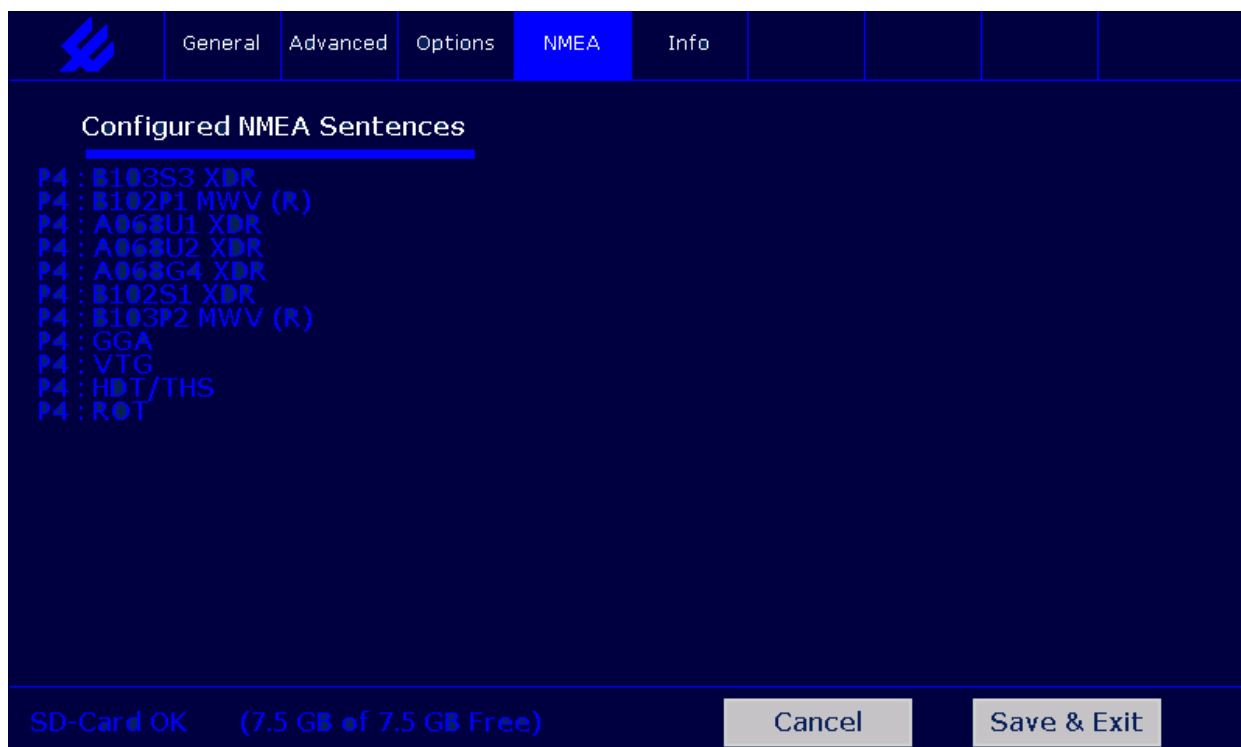 General Advanced Options NMEA Info
Configured NMEA Sentences
P4 : B103S3 XDR
P4 : B102P1 MWV (R)
P4 : A068U1 XDR
P4 : A068U2 XDR
P4 : A068G4 XDR
P4 : B102S1 XDR
P4 : B103P2 MWV (R)
P4 : GGA
P4 : VTG
P4 : HDT/THS
P4 : ROT
SD-Card OK (7.5 GB of 7.5 GB Free) Cancel Save & Exit